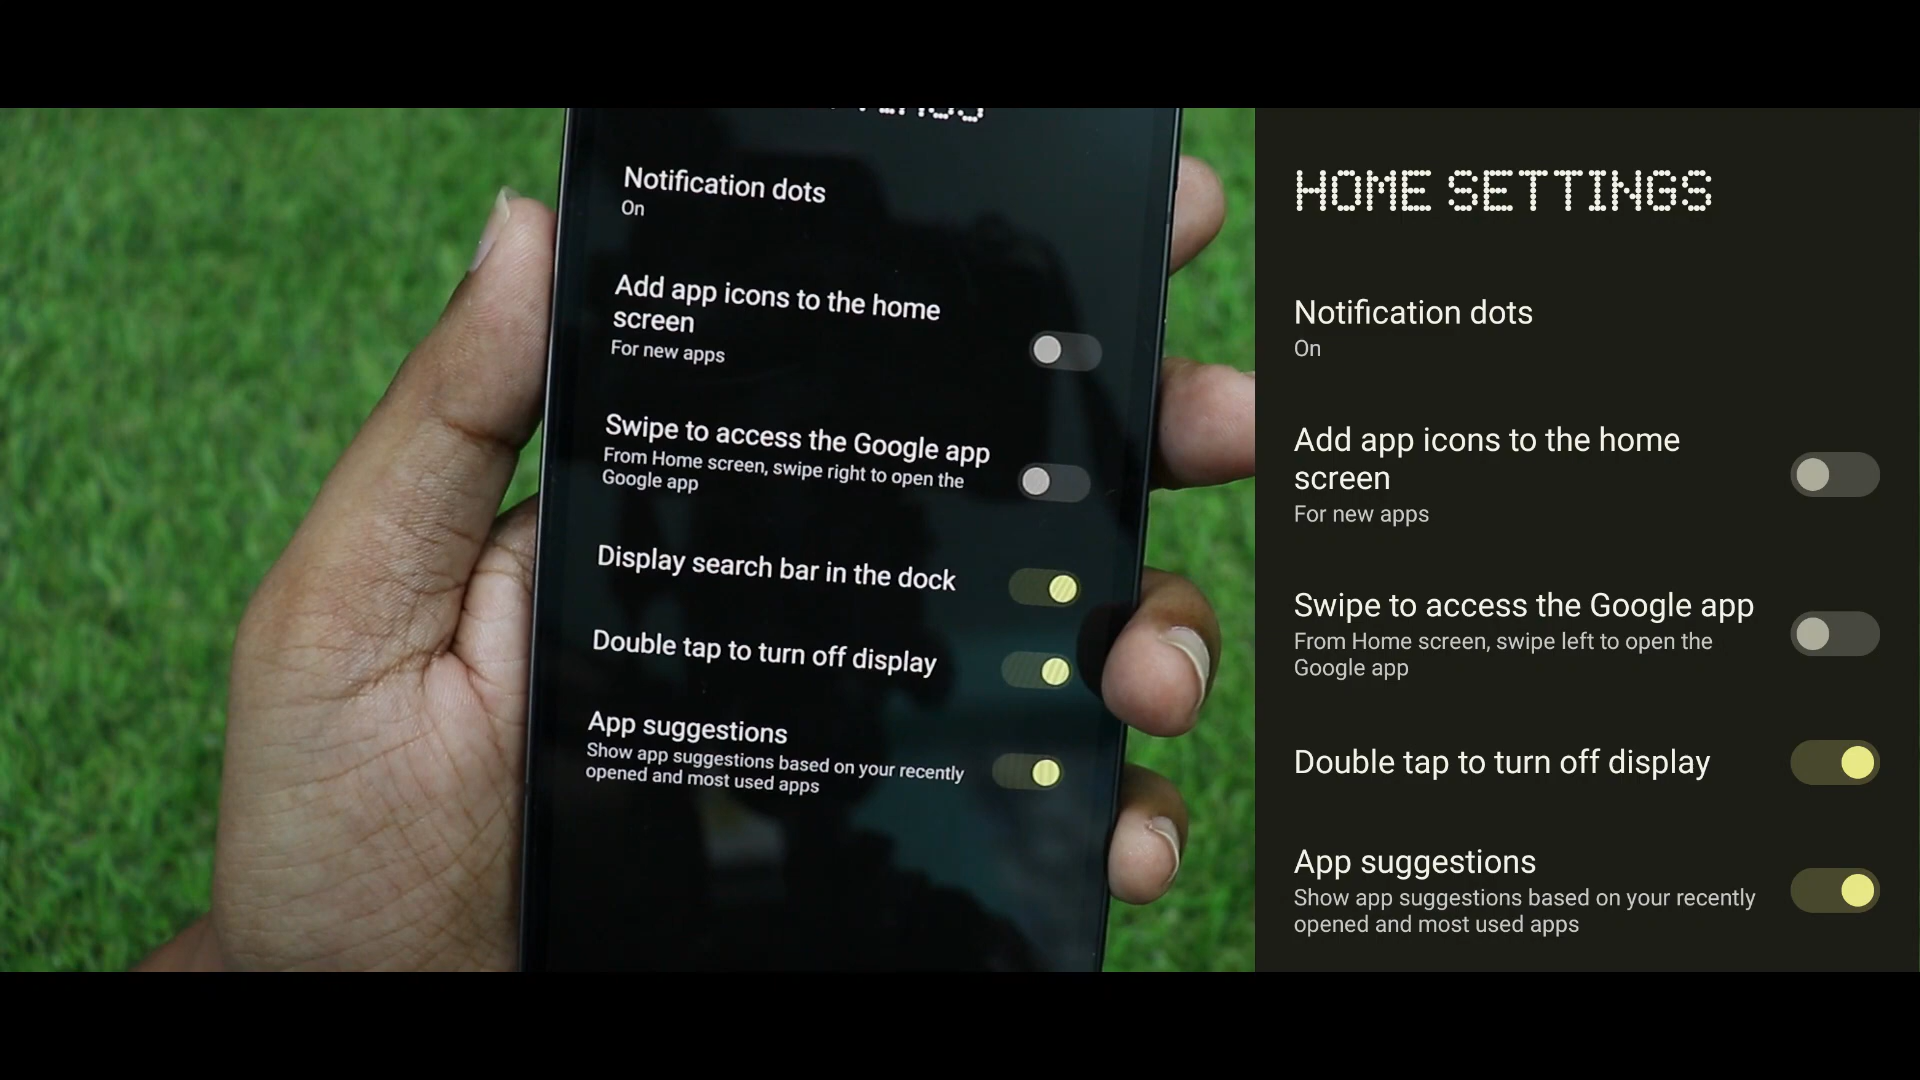 Notification dots
On
Add app icons to the home
screen
For new apps
Swipe to access the Google app
From Home screen, swipe right to open the
Google app
Display search bar in the dock
Double tap to turn off display
App suggestions
Show app suggestions based on your recently
opened and most used apps
HOME SETTINGS
Notification dots
On
Add app icons to the home
screen
For new apps
Swipe to access the Google app
From Home screen, swipe left to open the
Google app
Double tap to turn off display
App suggestions
Show app suggestions based on your recently
opened and most used apps